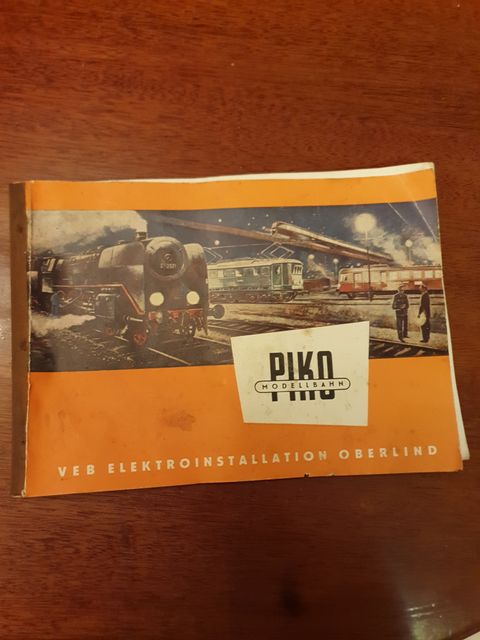 PIKO
MODELLBAHN
VEB ELEKTROINSTALLATION OBERLIND